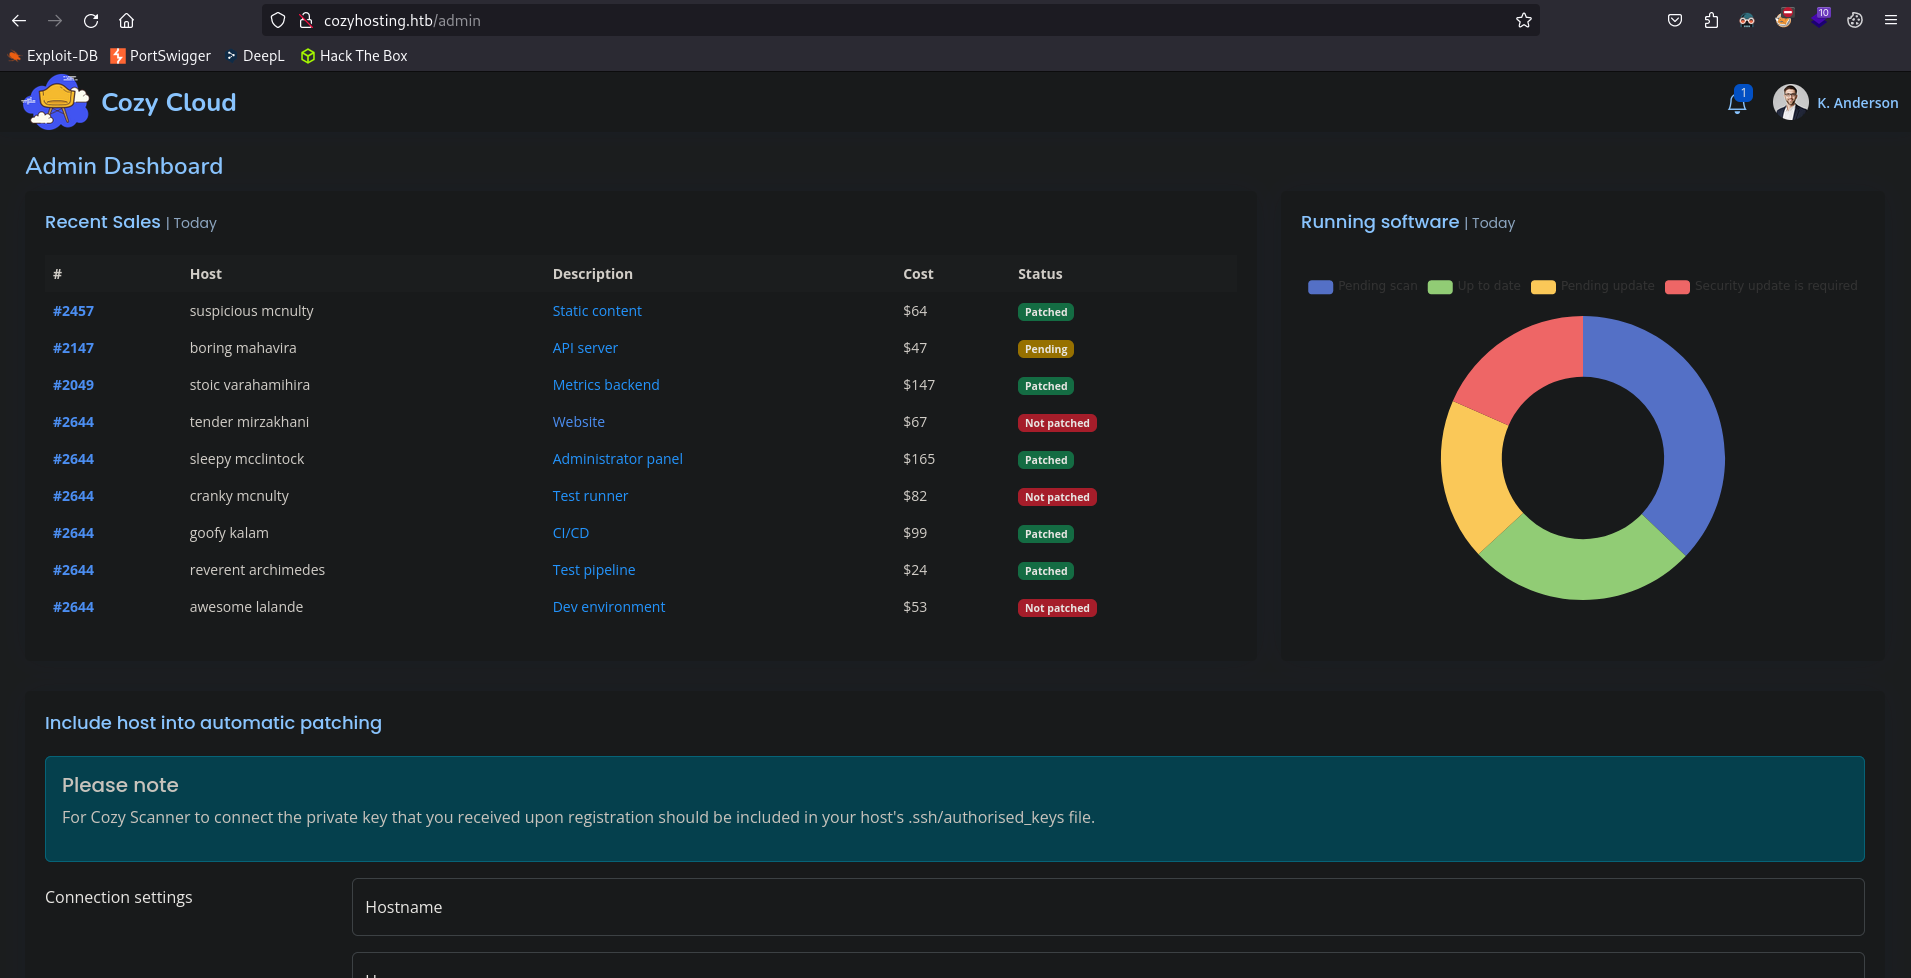 cozyhosting.htb/admin
10
Exploit-DB PortSwigger DeepL Hack The Box
Cozy Cloud
1
K. Anderson
Admin Dashboard
Recent Sales | Today
# Host Description Cost Status
#2457 suspicious mcnulty Static content $64 Patched
#2147 boring mahavira API server $47 Pending
#2049 stoic varahamihira Metrics backend $147 Patched
#2644 tender mirzakhani Website $67 Not patched
#2644 sleepy mcclintock Administrator panel $165 Patched
#2644 cranky mcnulty Test runner $82 Not patched
#2644 goofy kalam CI/CD $99 Patched
#2644 reverent archimedes Test pipeline $24 Patched
#2644 awesome lalande Dev environment $53 Not patched
Running software | Today
Pending scan Up to date Pending update Security update is required
Include host into automatic patching
Please note
For Cozy Scanner to connect the private key that you received upon registration should be included in your host's .ssh/authorised_keys file.
Connection settings
Hostname